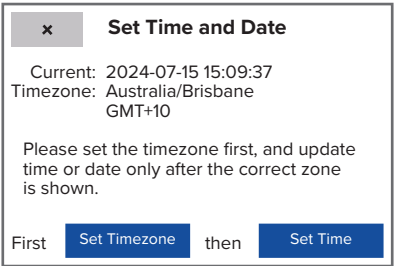 × Set Time and Date
Current: 2024-07-15 15:09:37
Timezone: Australia/Brisbane
GMT+10
Please set the timezone first, and update
time or date only after the correct zone
is shown.
First Set Timezone then Set Time